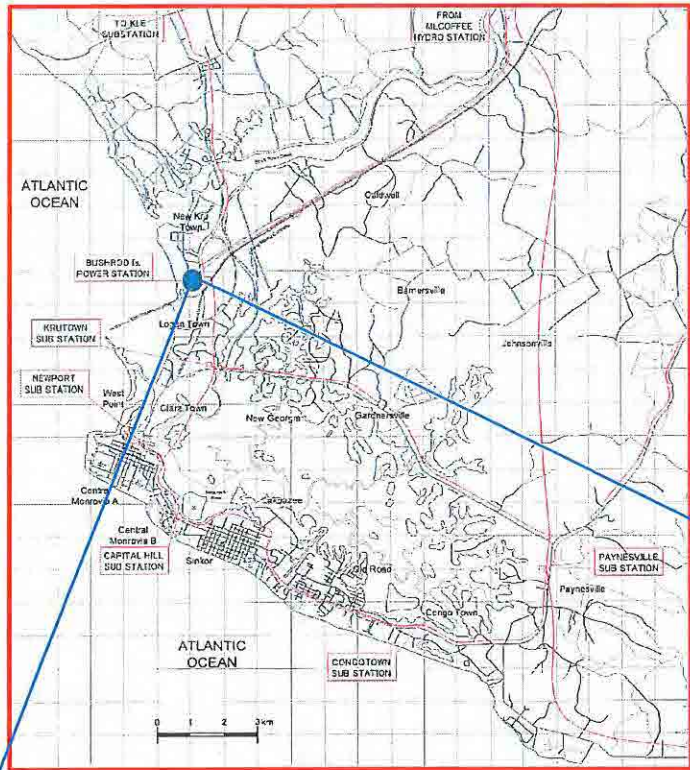 TO KLE
SUBSTATION
FROM
MLCOFFEE
HYDRO STATION
ATLANTIC
OCEAN
Caldwell
New Kru
Town
BUSHROD Is.
POWER STATION
Barnersville
KRUTOWN
SUB STATION
Logan Town
Johnsonville
NEWPORT
SUB STATION
West
Point
Clara Town
New Georgia
Gardnersville
Central
Monrovia A
Central
Monrovia B
CAPITAL HILL
SUB STATION
Sinkor
Old Road
PAYNESVILLE
SUB STATION
Paynesville
Congo Town
ATLANTIC
OCEAN
CONGOTOWN
SUB STATION
0 1 2 3 km